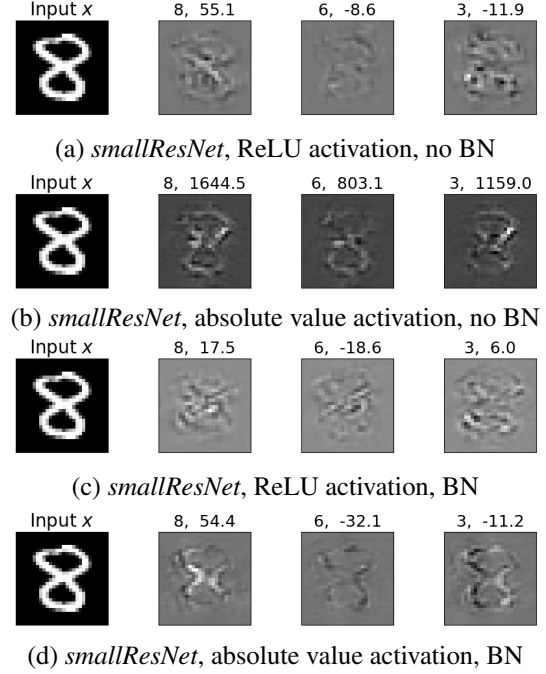 Input x 8, 55.1 6, -8.6 3, -11.9
(a) smallResNet, ReLU activation, no BN
Input x 8, 1644.5 6, 803.1 3, 1159.0
(b) smallResNet, absolute value activation, no BN
Input x 8, 17.5 6, -18.6 3, 6.0
(c) smallResNet, ReLU activation, BN
Input x 8, 54.4 6, -32.1 3, -11.2
(d) smallResNet, absolute value activation, BN